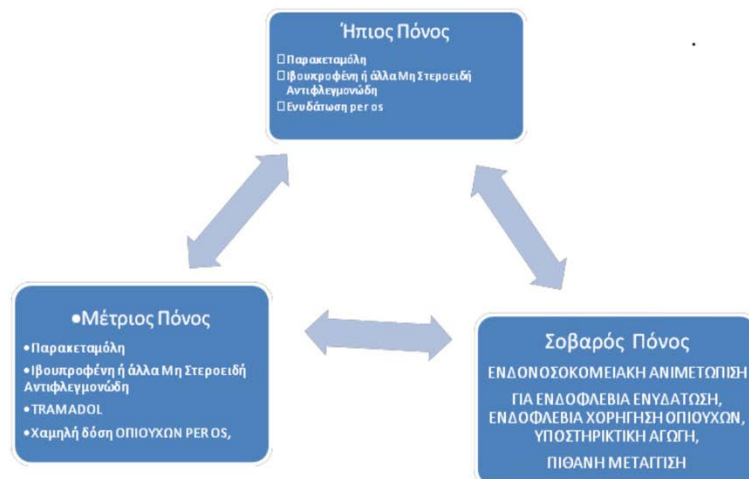 Ήπιος Πόνος
Παρακεταμόλη
Ιβουπροφένη ή άλλα Μη Στεροειδή
Αντιφλεγμονώδη
Ενυδάτωση per os
•Μέτριος Πόνος
•Παρακεταμόλη
•Ιβουπροφένη ή άλλα Μη Στεροειδή
Αντιφλεγμονώδη
•TRAMADOL
•Χαμηλή δόση ΟΠΙΟΥΧΩΝ PER OS,
Σοβαρός Πόνος
ΕΝΔΟΝΟΣΟΚΟΜΕΙΑΚΗ ΑΝΙΜΕΤΩΠΙΣΗ
ΓΙΑ ΕΝΔΟΦΛΕΒΙΑ ΕΝΥΔΑΤΩΣΗ,
ΕΝΔΟΦΛΕΒΙΑ ΧΟΡΗΓΗΣΗ ΟΠΙΟΥΧΩΝ,
ΥΠΟΣΤΗΡΙΚΤΙΚΗ ΑΓΩΓΗ,
ΠΙΘΑΝΗ ΜΕΤΑΓΓΙΣΗ